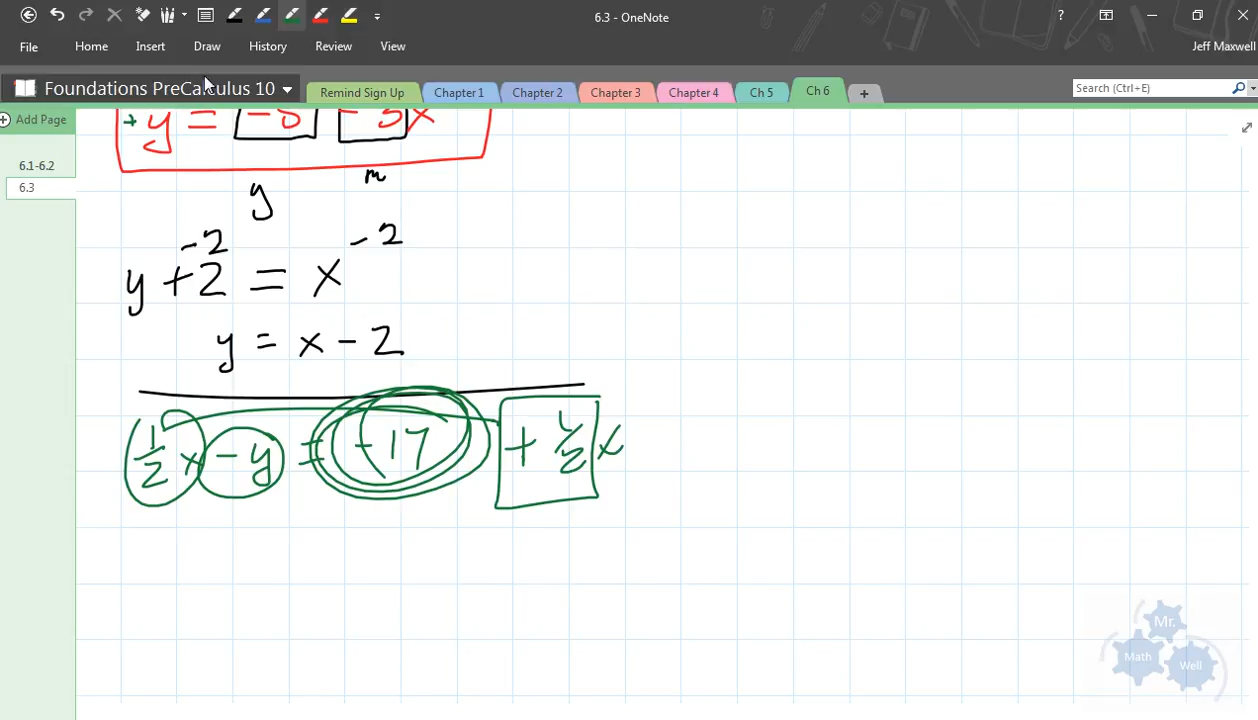 6.3 - OneNote
?
File Home Insert Draw History Review View
Jeff Maxwell
Foundations PreCalculus 10
Remind Sign Up Chapter 1 Chapter 2 Chapter 3 Chapter 4 Ch 5 Ch 6 +
Search (Ctrl+E)
Add Page
6.1-6.2
6.3
+y =
y
m
-2 -2
y + 2 = x
y = x - 2
1/2 x - y = 17 + 1/2 x
Mr.
Math
Well